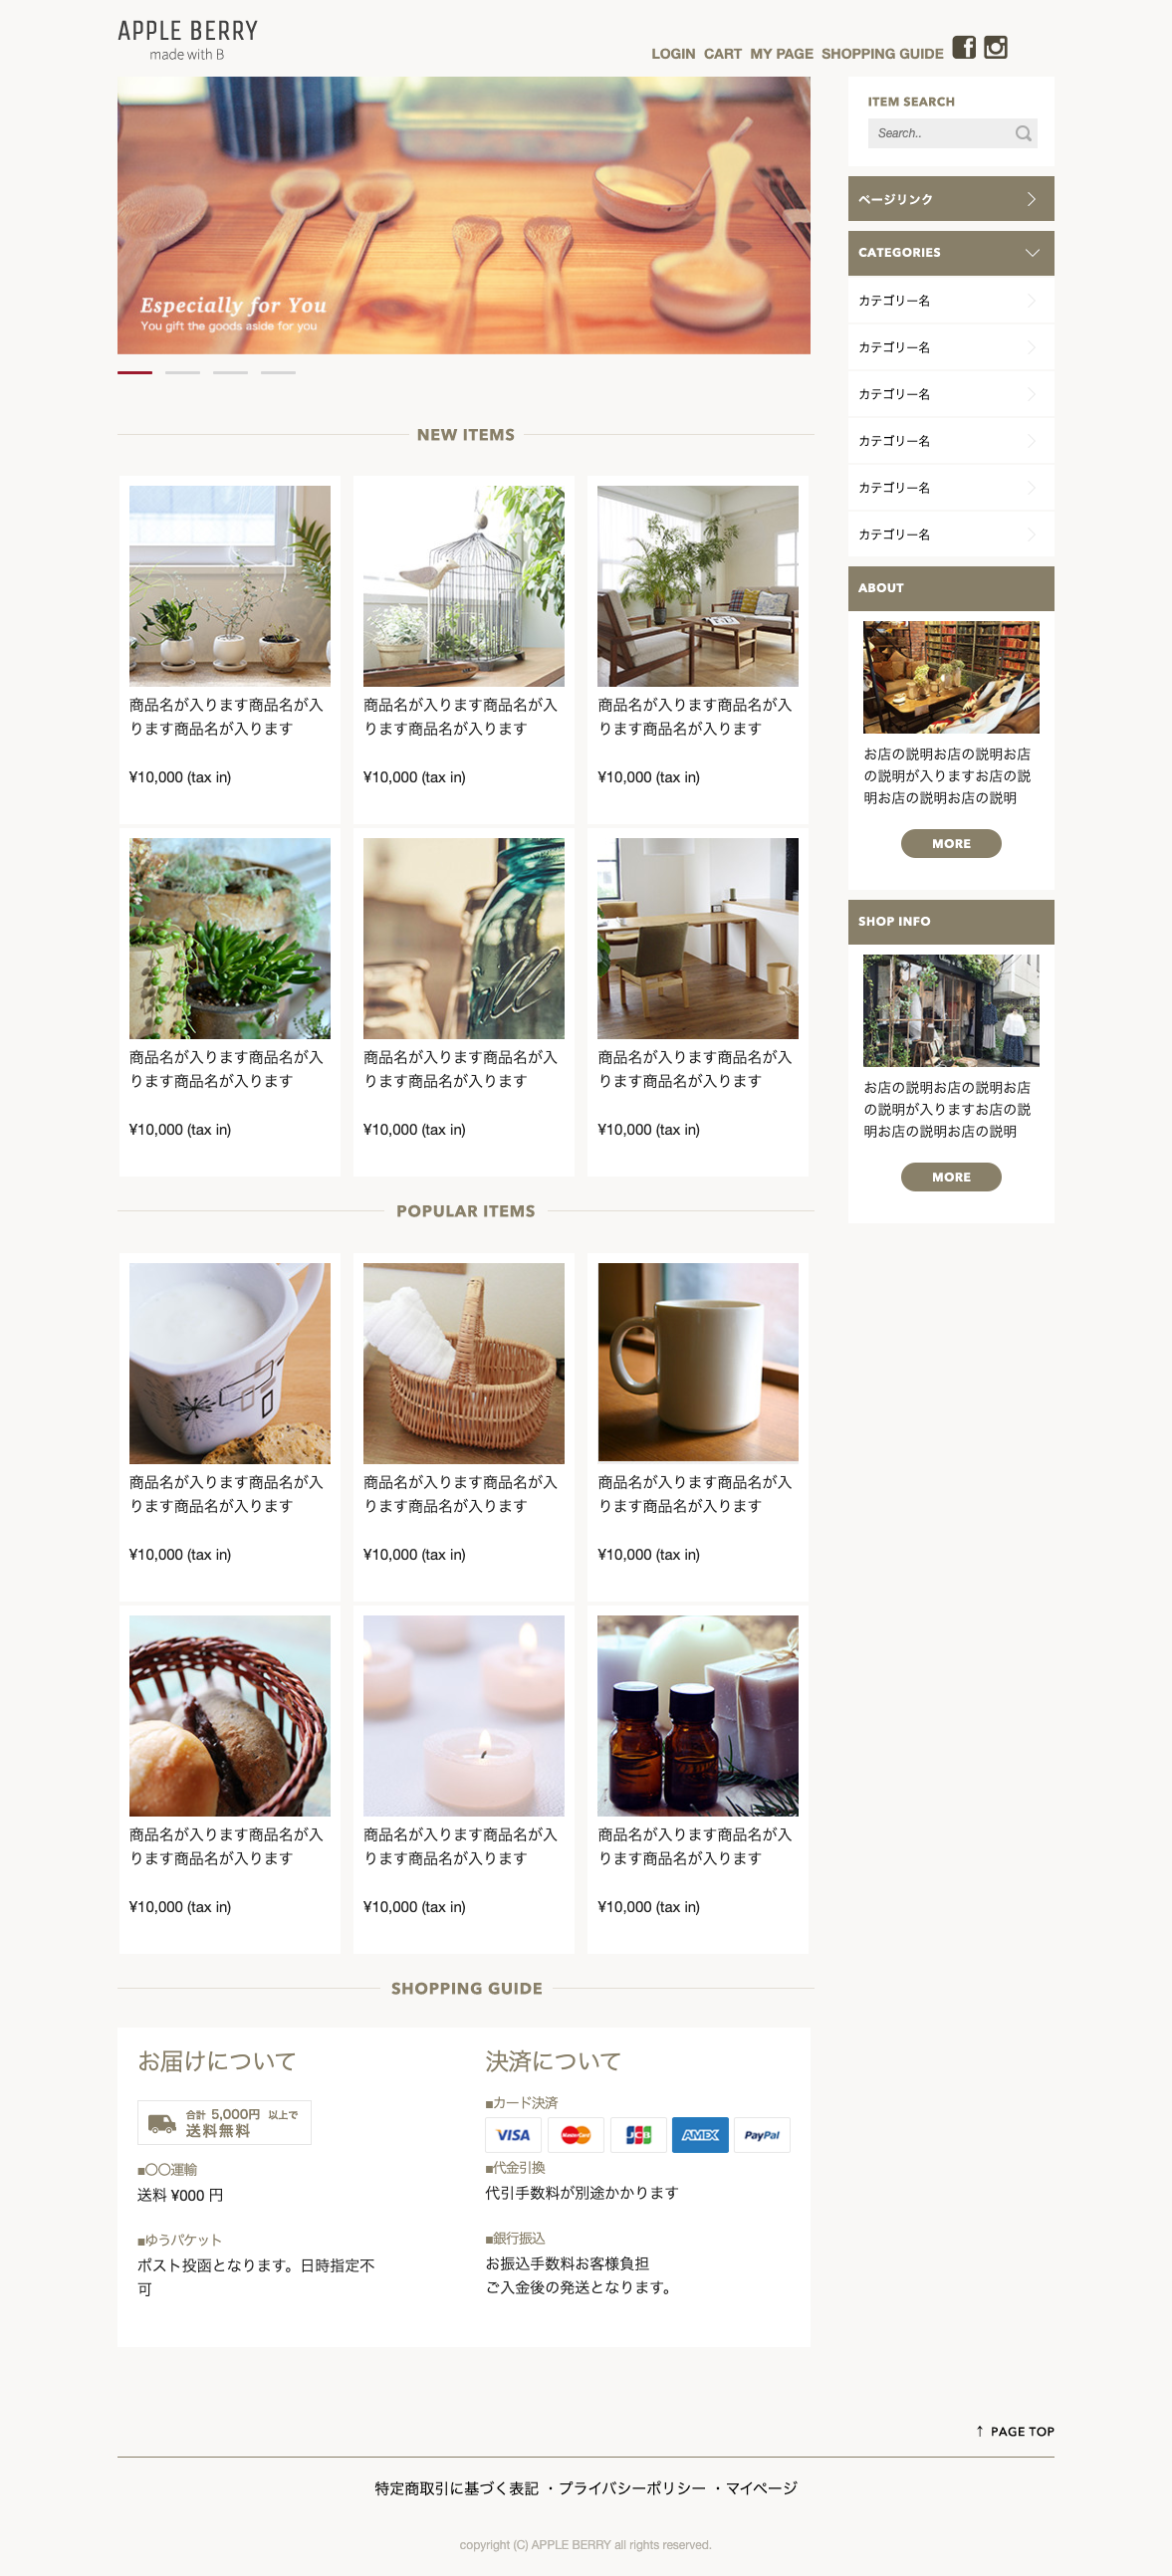 APPLE BERRY
made with B
LOGIN CART MY PAGE SHOPPING GUIDE
Especially for You
You gift the goods aside for you
ITEM SEARCH
Search..
ページリンク
CATEGORIES
カテゴリー名
カテゴリー名
カテゴリー名
カテゴリー名
カテゴリー名
カテゴリー名
ABOUT
お店の説明お店の説明お店
の説明が入りますお店の説
明お店の説明お店の説明
MORE
SHOP INFO
お店の説明お店の説明お店
の説明が入りますお店の説
明お店の説明お店の説明
MORE
NEW ITEMS
商品名が入ります商品名が入
ります商品名が入ります
¥10,000 (tax in)
商品名が入ります商品名が入
ります商品名が入ります
¥10,000 (tax in)
商品名が入ります商品名が入
ります商品名が入ります
¥10,000 (tax in)
商品名が入ります商品名が入
ります商品名が入ります
¥10,000 (tax in)
商品名が入ります商品名が入
ります商品名が入ります
¥10,000 (tax in)
商品名が入ります商品名が入
ります商品名が入ります
¥10,000 (tax in)
POPULAR ITEMS
商品名が入ります商品名が入
ります商品名が入ります
¥10,000 (tax in)
商品名が入ります商品名が入
ります商品名が入ります
¥10,000 (tax in)
商品名が入ります商品名が入
ります商品名が入ります
¥10,000 (tax in)
商品名が入ります商品名が入
ります商品名が入ります
¥10,000 (tax in)
商品名が入ります商品名が入
ります商品名が入ります
¥10,000 (tax in)
商品名が入ります商品名が入
ります商品名が入ります
¥10,000 (tax in)
SHOPPING GUIDE
お届けについて
合計 5,000円 以上で
送料無料
■〇〇運輸
送料 ¥000 円
■ゆうパケット
ポスト投函となります。日時指定不
可
決済について
■カード決済
VISA MasterCard JCB AMEX PayPal
■代金引換
代引手数料が別途かかります
■銀行振込
お振込手数料お客様負担
ご入金後の発送となります。
↑ PAGE TOP
特定商取引に基づく表記 ・プライバシーポリシー ・マイページ
copyright (C) APPLE BERRY all rights reserved.